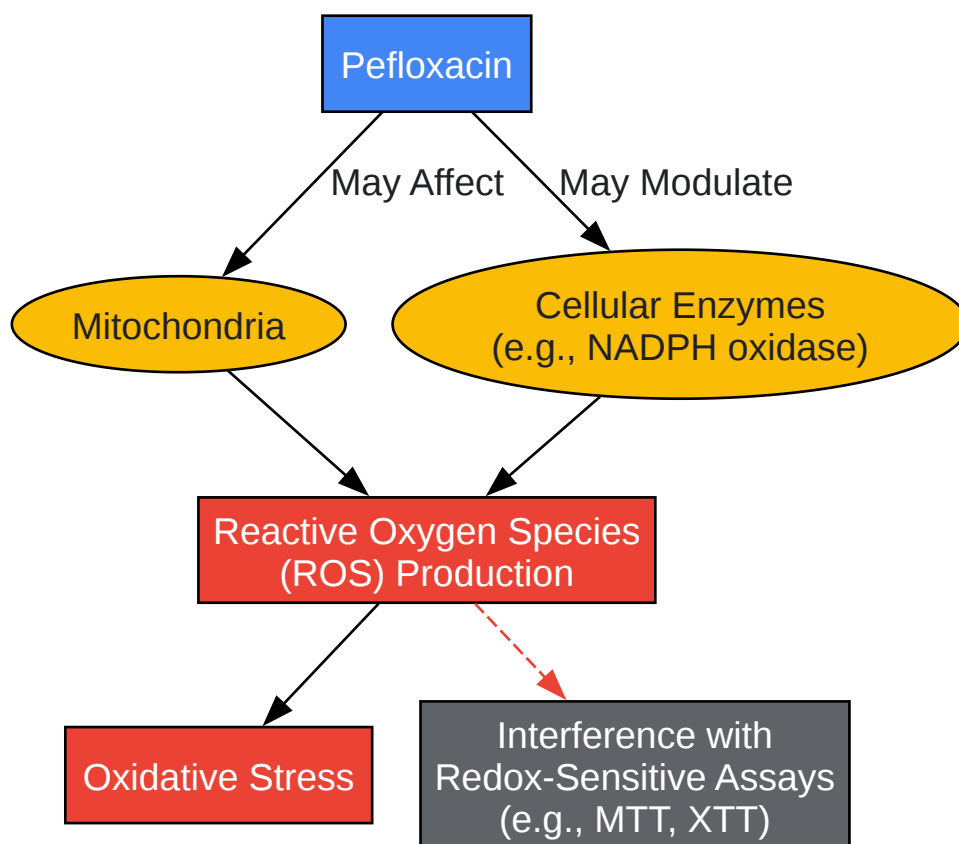 Pefloxacin
May Affect
May Modulate
Mitochondria
Cellular Enzymes
(e.g., NADPH oxidase)
Reactive Oxygen Species
(ROS) Production
Oxidative Stress
Interference with
Redox-Sensitive Assays
(e.g., MTT, XTT)